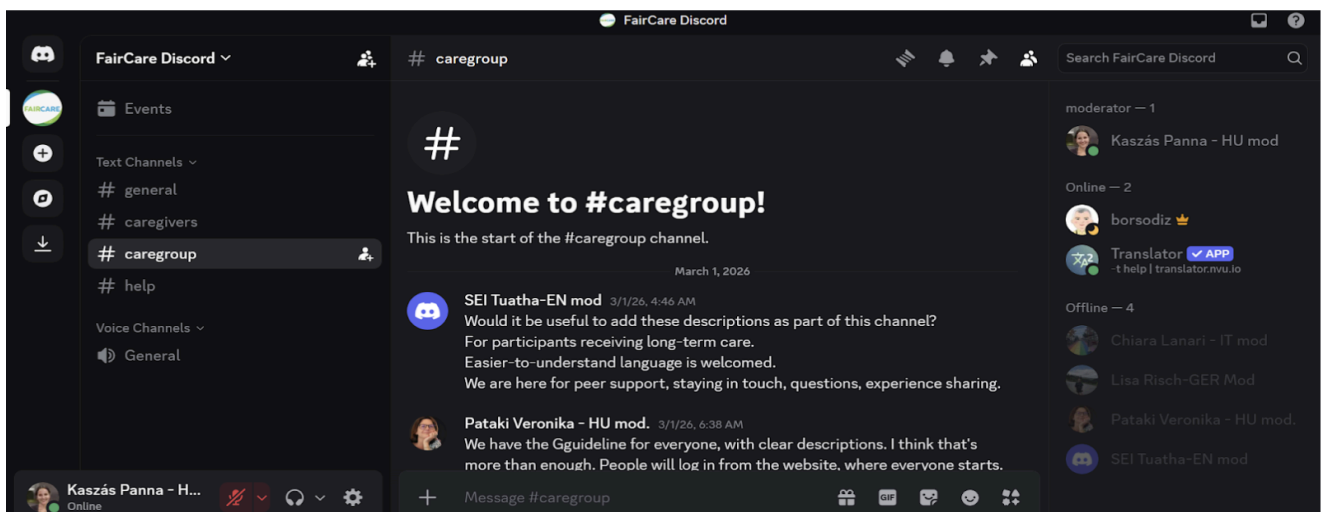 FairCare Discord
FairCare Discord
# caregroup
Search FairCare Discord
FAIRCARE
Events
Text Channels
# general
# caregivers
# caregroup
# help
Voice Channels
General
Kaszás Panna - H...
Online
#
Welcome to #caregroup!
This is the start of the #caregroup channel.
March 1, 2026
SEI Tuatha-EN mod 3/1/26, 4:46 AM
Would it be useful to add these descriptions as part of this channel?
For participants receiving long-term care.
Easier-to-understand language is welcomed.
We are here for peer support, staying in touch, questions, experience sharing.
Pataki Veronika - HU mod. 3/1/26, 6:38 AM
We have the Gguideline for everyone, with clear descriptions. I think that's
more than enough. People will log in from the website, where everyone starts.
Message #caregroup
GIF
moderator — 1
Kaszás Panna - HU mod
Online — 2
borsodiz
Translator ✓ APP
-t help | translator.nvu.io
Offline — 4
Chiara Lanari - IT mod
Lisa Risch-GER Mod
Pataki Veronika - HU mod.
SEI Tuatha-EN mod